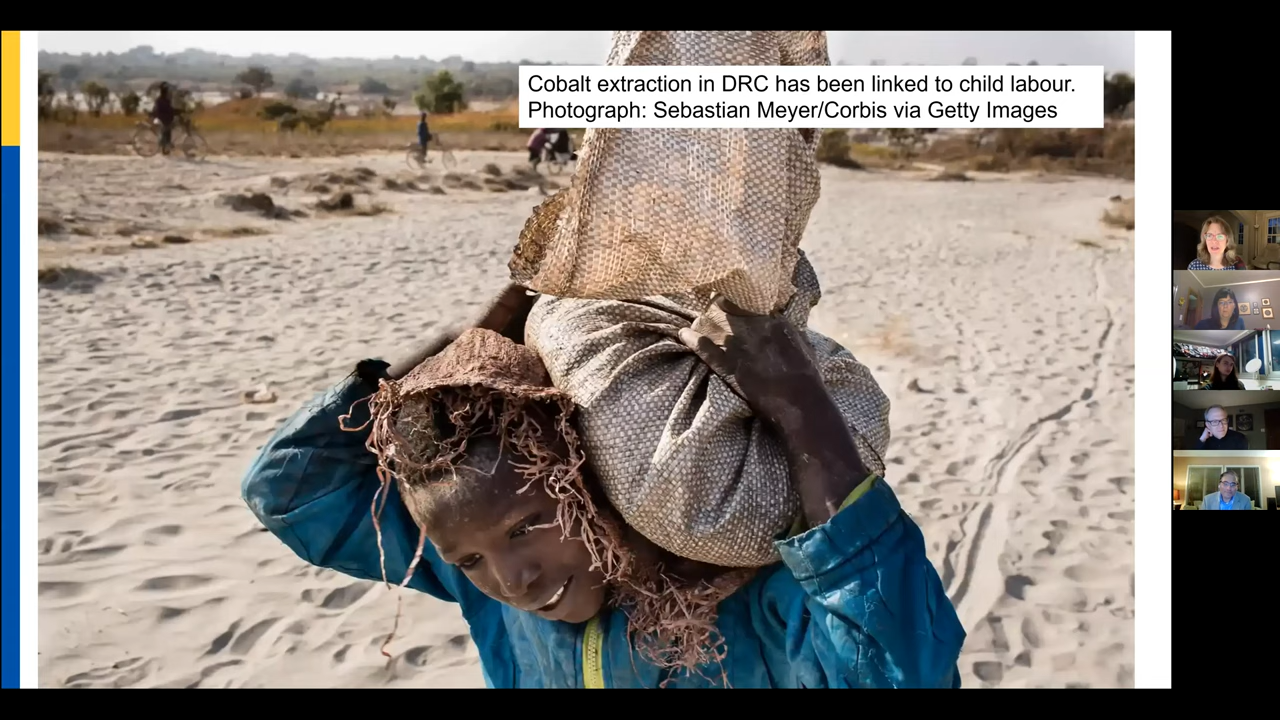 Cobalt extraction in DRC has been linked to child labour.
Photograph: Sebastian Meyer/Corbis via Getty Images